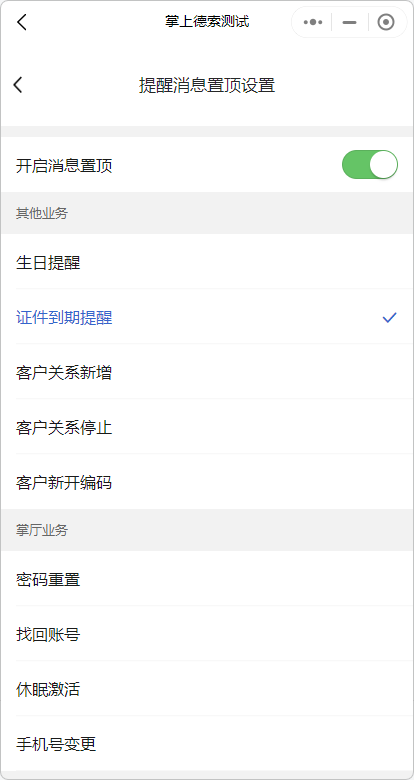 掌上德索测试
提醒消息置顶设置
开启消息置顶
其他业务
生日提醒
证件到期提醒
客户关系新增
客户关系停止
客户新开编码
掌厅业务
密码重置
找回账号
休眠激活
手机号变更